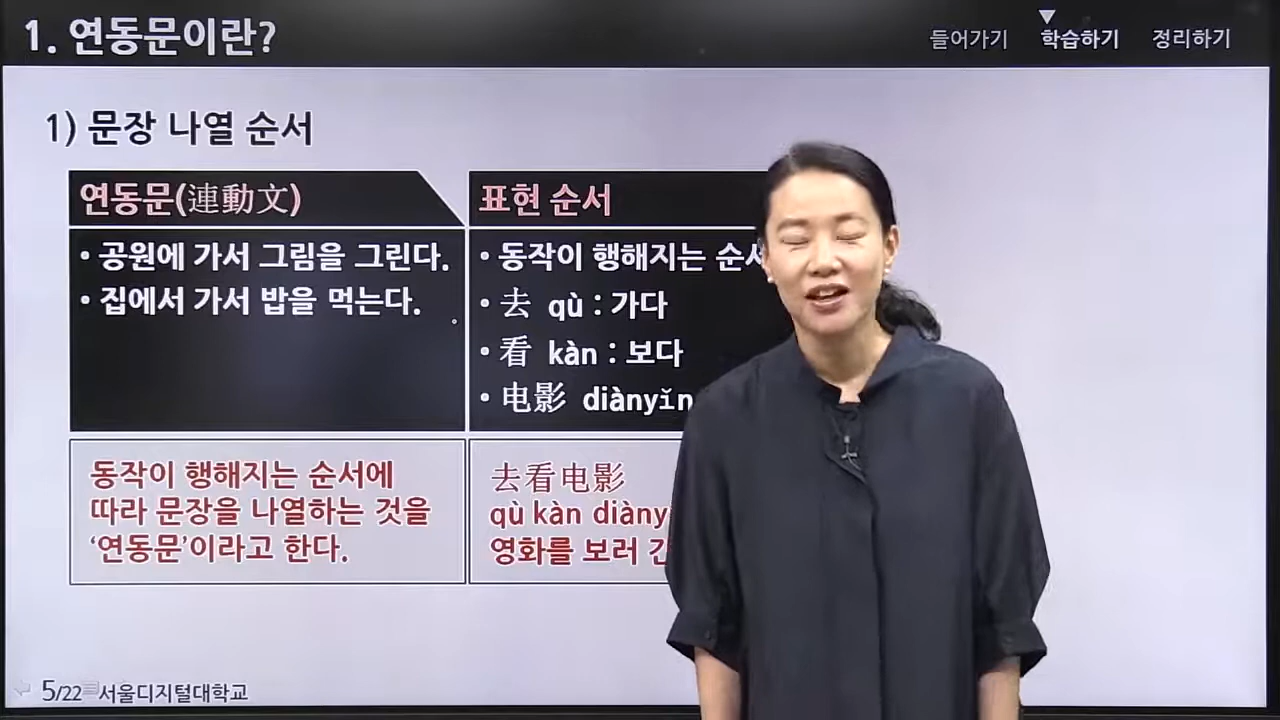 1. 연동문이란?
들어가기 학습하기 정리하기
1) 문장 나열 순서
연동문(連動文)
• 공원에 가서 그림을 그린다.
• 집에서 가서 밥을 먹는다.
동작이 행해지는 순서에
따라 문장을 나열하는 것을
‘연동문’이라고 한다.
표현 순서
• 동작이 행해지는 순서
• 去 qù : 가다
• 看 kàn : 보다
• 电影 diànyǐn
去看电影
qù kàn diàny
영화를 보러
5/22 서울디지털대학교